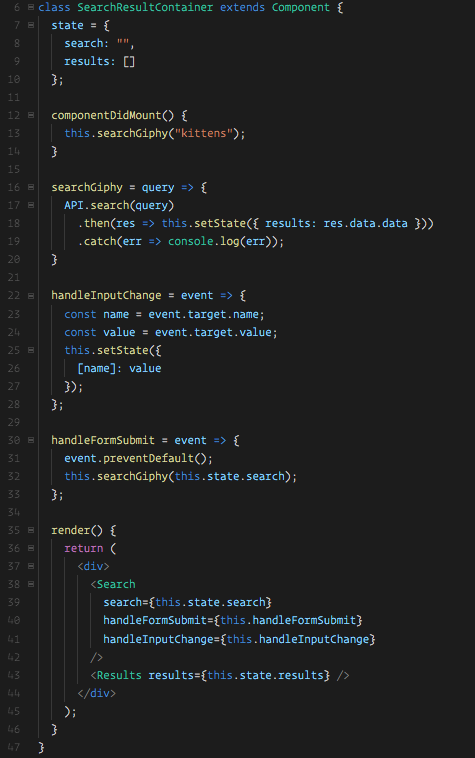 6 class SearchResultContainer extends Component {
7   state = {
8     search: "",
9     results: []
10   };
11
12   componentDidMount() {
13     this.searchGiphy("kittens");
14   }
15
16   searchGiphy = query => {
17     API.search(query)
18       .then(res => this.setState({ results: res.data.data }))
19       .catch(err => console.log(err));
20   }
21
22   handleInputChange = event => {
23     const name = event.target.name;
24     const value = event.target.value;
25     this.setState({
26       [name]: value
27     });
28   };
29
30   handleFormSubmit = event => {
31     event.preventDefault();
32     this.searchGiphy(this.state.search);
33   };
34
35   render() {
36     return (
37       <div>
38         <Search
39           search={this.state.search}
40           handleFormSubmit={this.handleFormSubmit}
41           handleInputChange={this.handleInputChange}
42         />
43         <Results results={this.state.results} />
44       </div>
45     );
46   }
47 }